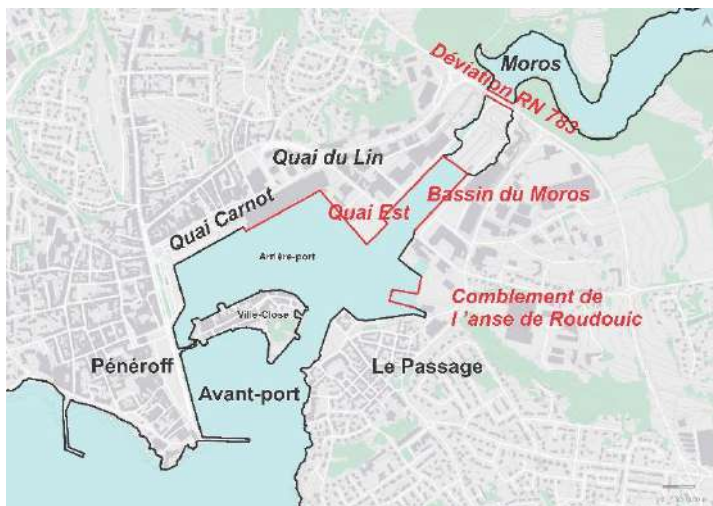 Moros
Déviation RN 783
Quai du Lin
Quai Carnot
Quai Est
Bassin du Moros
Arrière-port
Ville-Close
Comblement de
l 'anse de Roudouic
Pénéroff
Le Passage
Avant-port